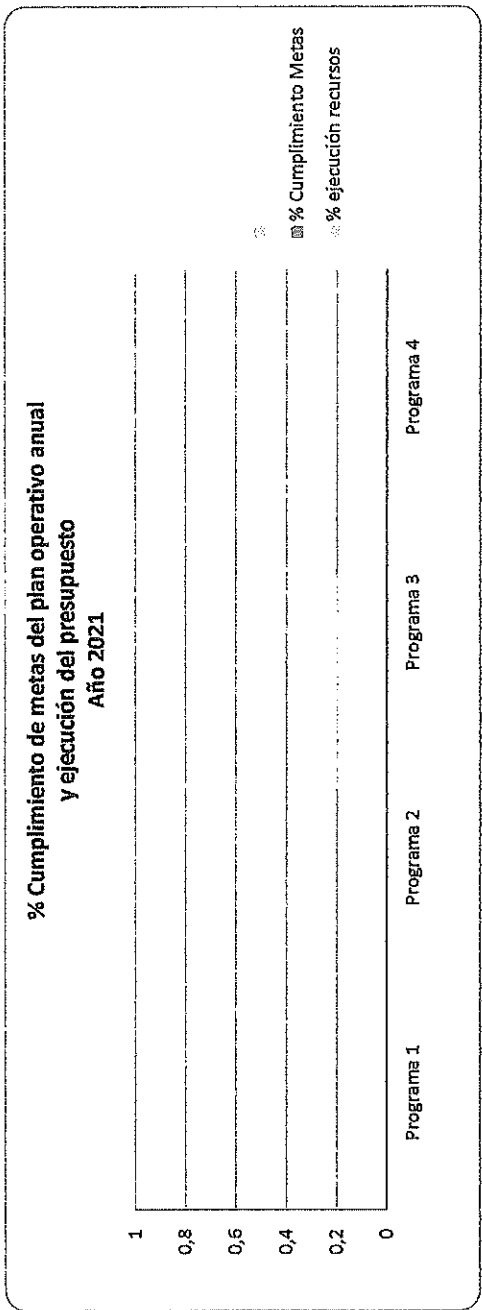 % Cumplimiento de metas del plan operativo anual
y ejecución del presupuesto
Año 2021
1
0,8
0,6
0,4
0,2
0
Programa 1
Programa 2
Programa 3
Programa 4
% Cumplimiento Metas
% ejecución recursos